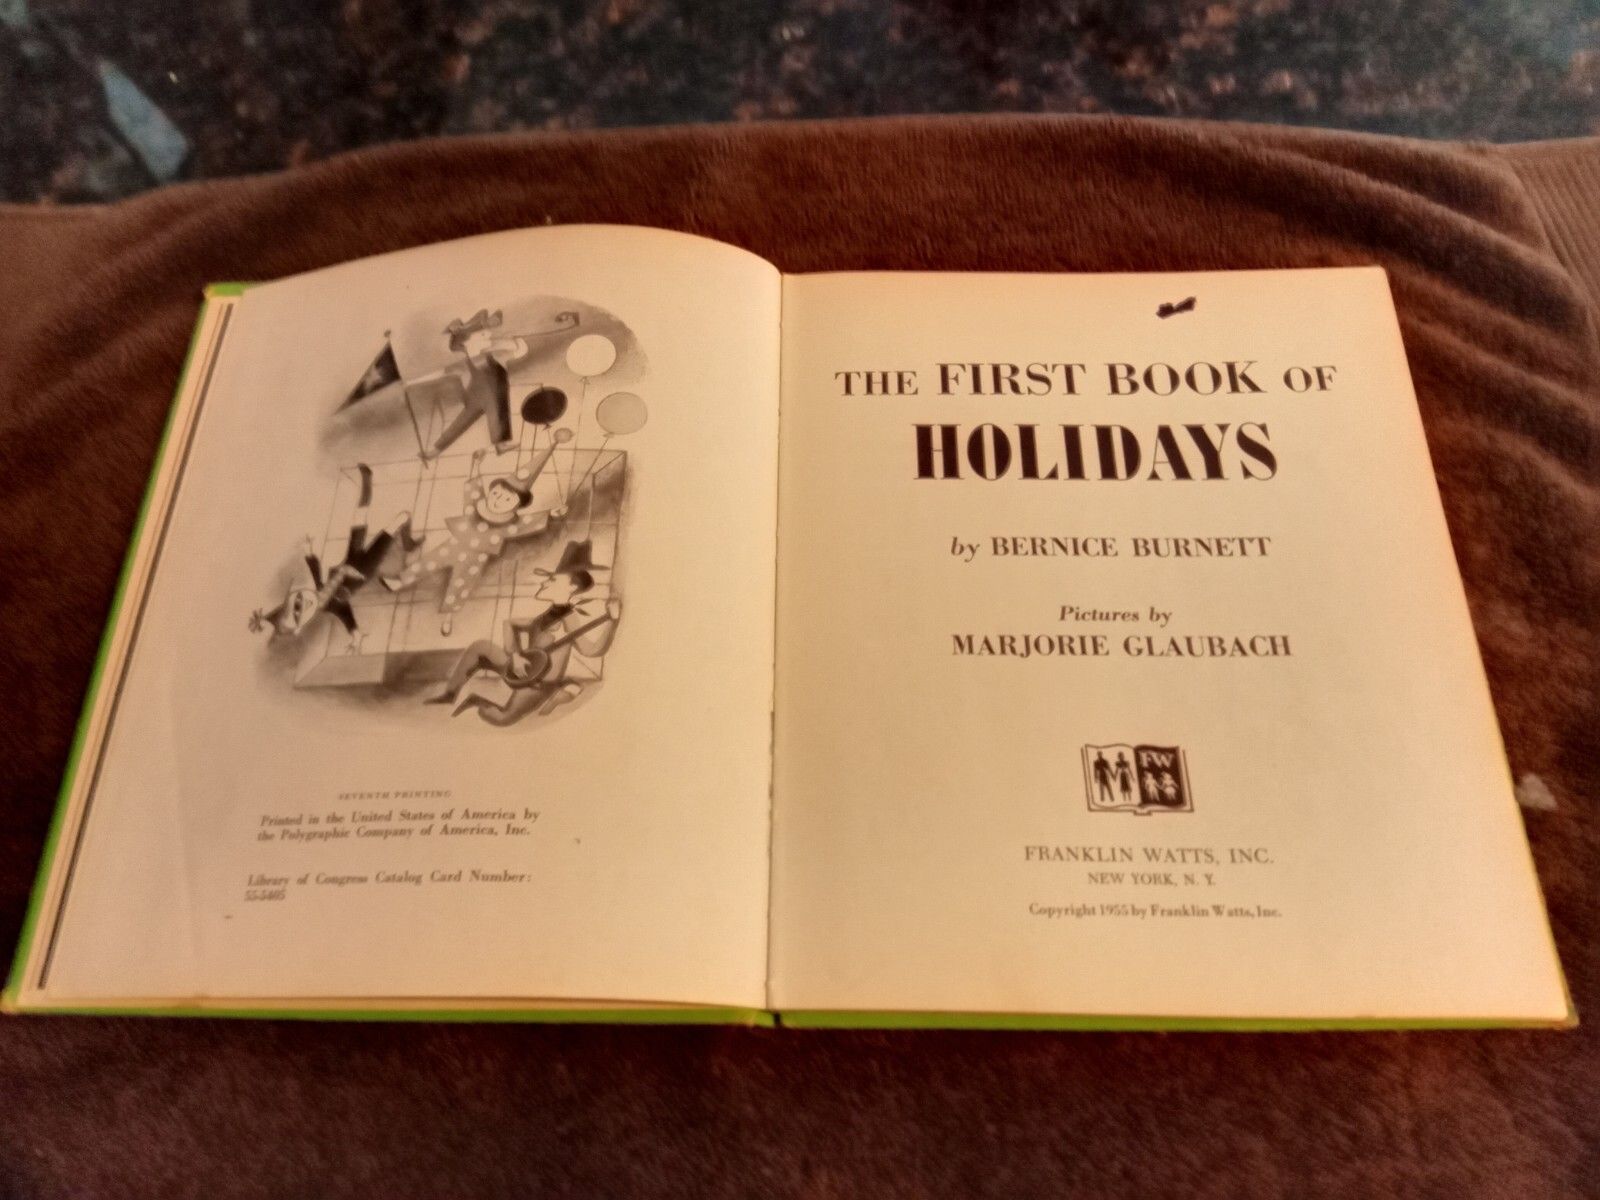 SEVENTH PRINTING
Printed in the United States of America by
the Polygraphic Company of America, Inc.
Library of Congress Catalog Card Number:
55-5405
THE FIRST BOOK OF
HOLIDAYS
by BERNICE BURNETT
Pictures by
MARJORIE GLAUBACH
FW
FRANKLIN WATTS, INC.
NEW YORK, N. Y.
Copyright 1955 by Franklin Watts, Inc.